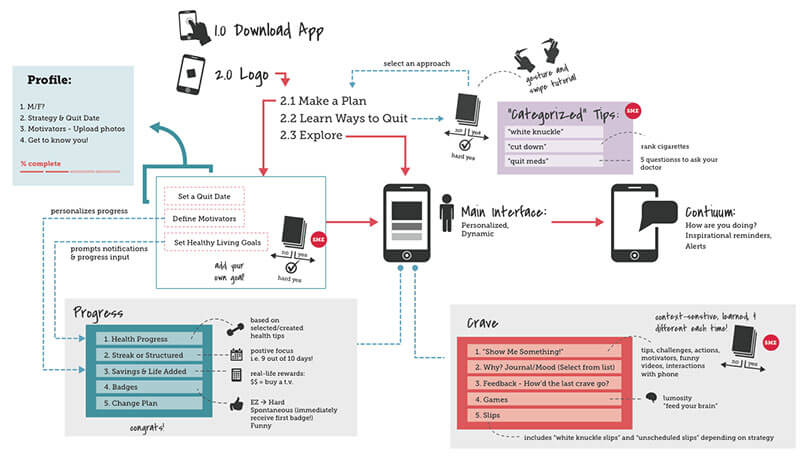 1.0 Download App
2.0 Logo
2.1 Make a Plan
2.2 Learn Ways to Quit
2.3 Explore
select an approach
gesture and
swipe tutorial
no
yes
hard yes
"Categorized" Tips:
SME
"white knuckle"
"cut down"
"quit meds"
rank cigarettes
5 questionss to ask your
doctor
Profile:
1. M/F?
2. Strategy & Quit Date
3. Motivators - Upload photos
4. Get to know you!
% complete
Set a Quit Date
Define Motivators
Set Healthy Living Goals
SME
no
yes
hard yes
add your
own goal!
personalizes progress
prompts notifications
& progress input
Main Interface:
Personalized,
Dynamic
Contiuum:
How are you doing?
Inspirational reminders,
Alerts
Progress
1. Health Progress
2. Streak or Structured
3. Savings & Life Added
4. Badges
5. Change Plan
congrats!
based on
selected/created
health tips
postive focus
i.e. 9 out of 10 days!
real-life rewards:
$$ = buy a t.v.
EZ → Hard
Spontaneous (immediately
receive first badge!)
Funny
Crave
context-sensitive, learned, &
different each time!
SME
no
yes
hard yes
1. "Show Me Something!"
2. Why? Journal/Mood (Select from list)
3. Feedback - How'd the last crave go?
4. Games
5. Slips
tips, challenges, actions,
motivators, funny
videos, interactions
with phone
lumosity
"feed your brain"
includes "white knuckle slips" and "unscheduled slips" depending on strategy